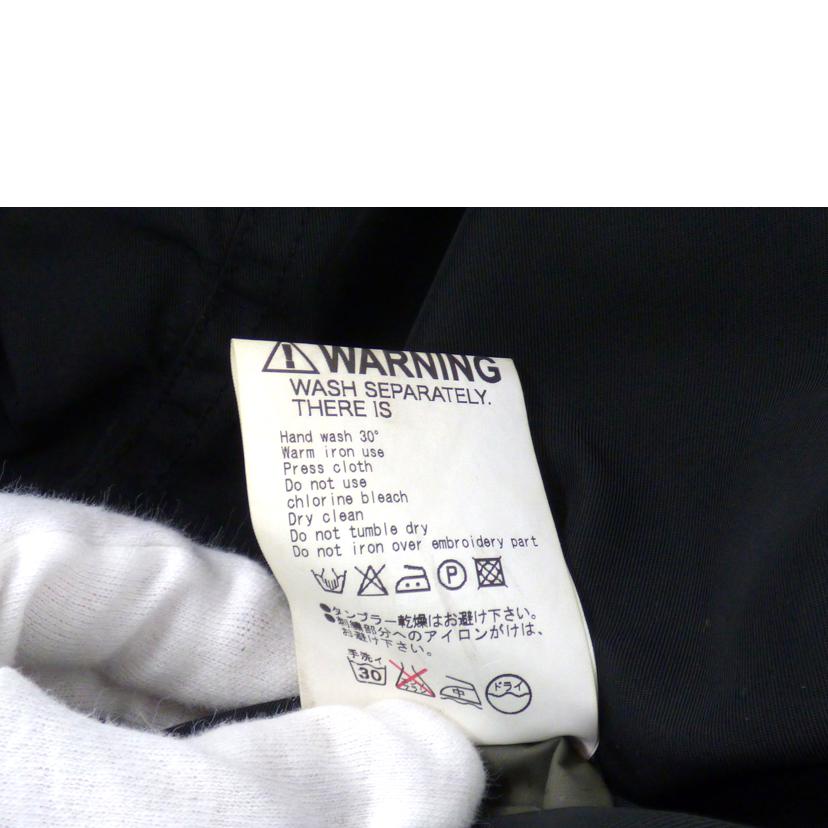 WARNING
WASH SEPARATELY.
THERE IS
Hand wash 30°
Warm iron use
Press cloth
Do not use
chlorine bleach
Dry clean
Do not tumble dry
Do not iron over embroidery part
P
●タンブラー乾燥はお避け下さい。
●刺繍部分へのアイロンがけは、
お避け下さい。
手洗イ
30 中 ドライ